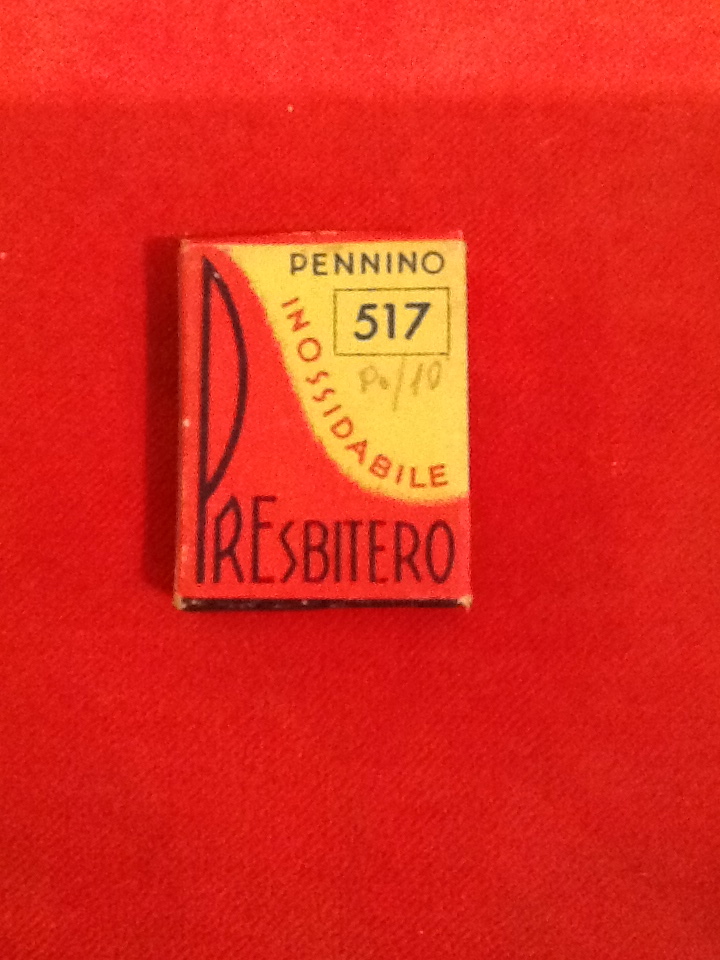 PENNINO
517
INOSSIDABILE
PRESBITERO